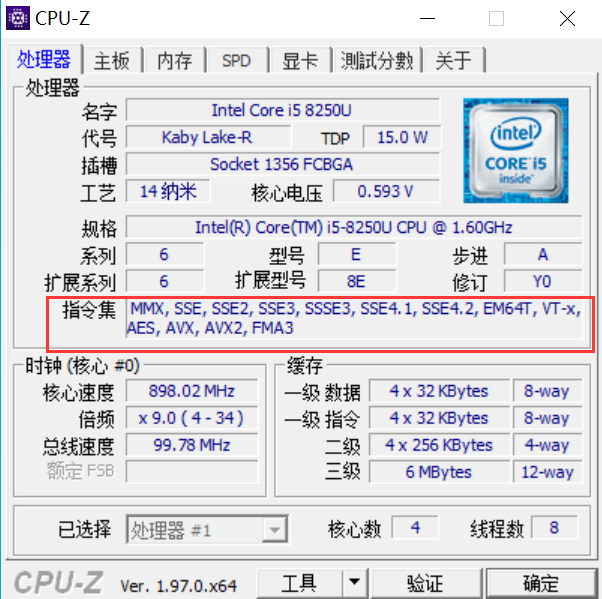 CPU-Z
处理器 主板 内存 SPD 显卡 測試分數 关于
处理器
名字 Intel Core i5 8250U
代号 Kaby Lake-R TDP 15.0 W
插槽 Socket 1356 FCBGA
工艺 14 纳米 核心电压 0.593 V
intel
CORE i5
inside
规格 Intel(R) Core(TM) i5-8250U CPU @ 1.60GHz
系列 6 型号 E 步进 A
扩展系列 6 扩展型号 8E 修订 Y0
指令集 MMX, SSE, SSE2, SSE3, SSSE3, SSE4.1, SSE4.2, EM64T, VT-x,
AES, AVX, AVX2, FMA3
时钟 (核心 #0)
核心速度 898.02 MHz
倍频 x 9.0 ( 4 - 34 )
总线速度 99.78 MHz
额定 FSB
缓存
一级 数据 4 x 32 KBytes 8-way
一级 指令 4 x 32 KBytes 8-way
二级 4 x 256 KBytes 4-way
三级 6 MBytes 12-way
已选择 处理器 #1 核心数 4 线程数 8
CPU-Z Ver. 1.97.0.x64 工具 验证 确定